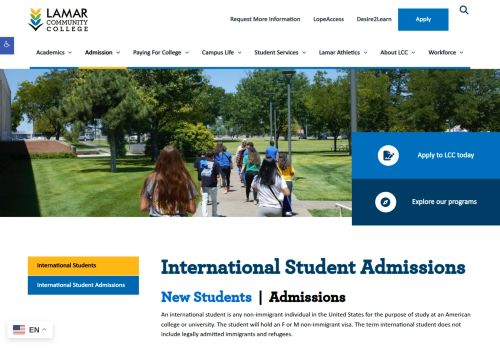 LAMAR
COMMUNITY
COLLEGE
Request More Information LopeAccess Desire2Learn Apply
Academics Admission Paying For College Campus Life Student Services Lamar Athletics About LCC Workforce
Apply to LCC today
Explore our programs
International Students
International Student Admissions
International Student Admissions
New Students | Admissions
An international student is any non-immigrant individual in the United States for the purpose of study at an American
college or university. The student will hold an F or M non-immigrant visa. The term international student does not
include legally admitted immigrants and refugees.
EN